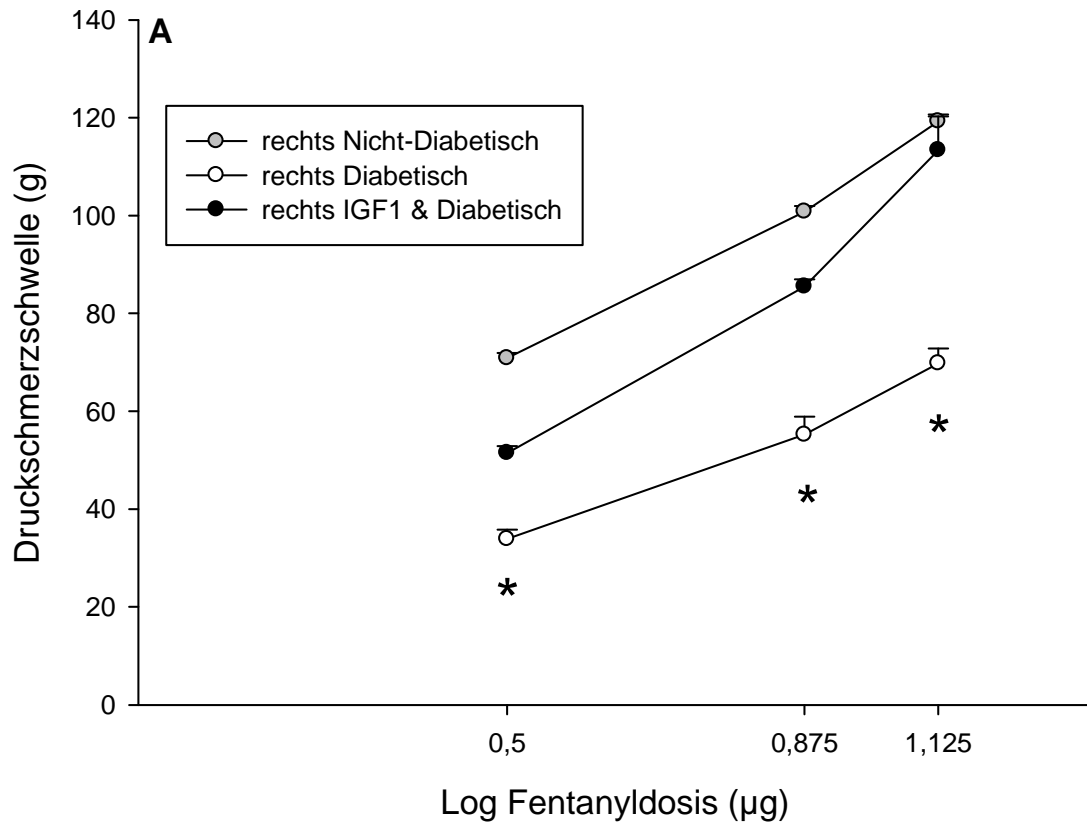 A
140
120
100
80
60
40
20
0
Druckschmerzschwelle (g)
rechts Nicht-Diabetisch
rechts Diabetisch
rechts IGF1 & Diabetisch
*
*
*
0,5 0,875 1,125
Log Fentanyldosis (µg)